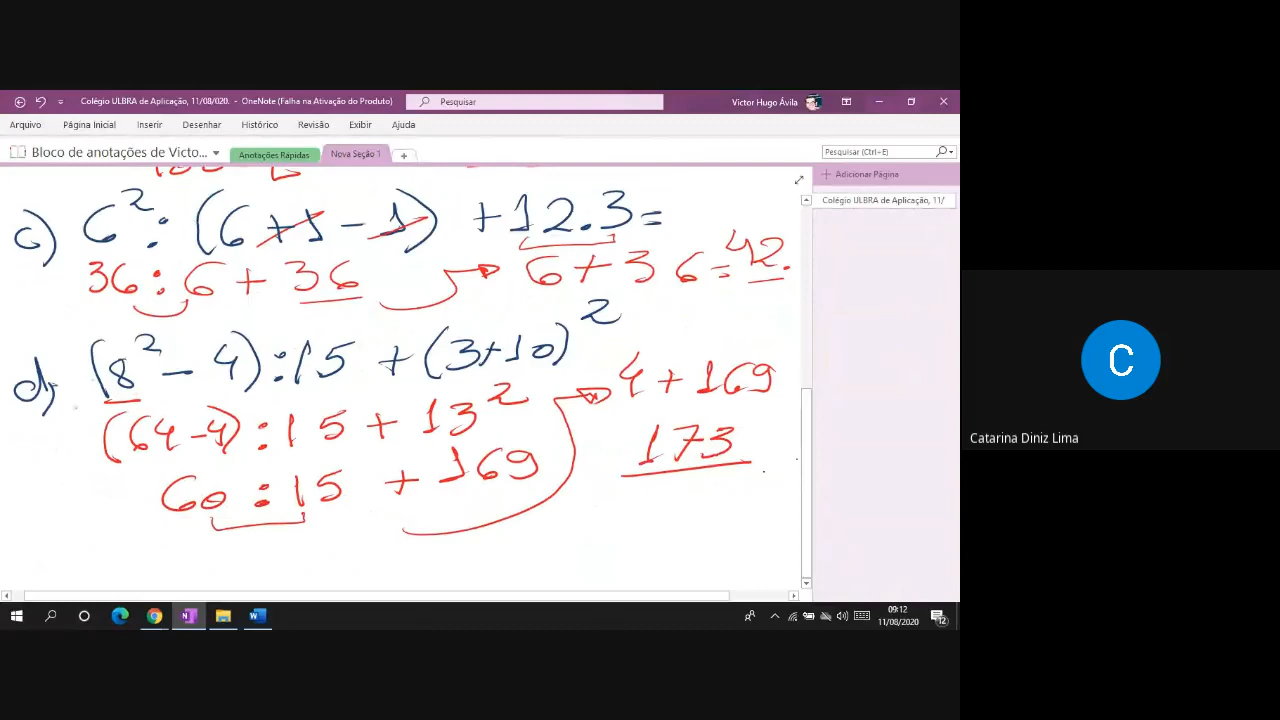 Colégio ULBRA de Aplicação, 11/08/020. - OneNote (Falha na Ativação do Produto)
Pesquisar
Victor Hugo Ávila
Arquivo Página Inicial Inserir Desenhar Histórico Revisão Exibir Ajuda
Bloco de anotações de Victo...
Anotações Rápidas
Nova Seção 1
+
Pesquisar (Ctrl+E)
+ Adicionar Página
Colégio ULBRA de Aplicação, 11/
c) 6² : (6+1-1) + 12.3 =
36 : 6 + 36 6 + 36 = 42.
d) (8² - 4) : 15 + (3+10)²
(64-4) : 15 + 13² 4 + 169
60 : 15 + 169 173
C
Catarina Diniz Lima
09:12
11/08/2020
12